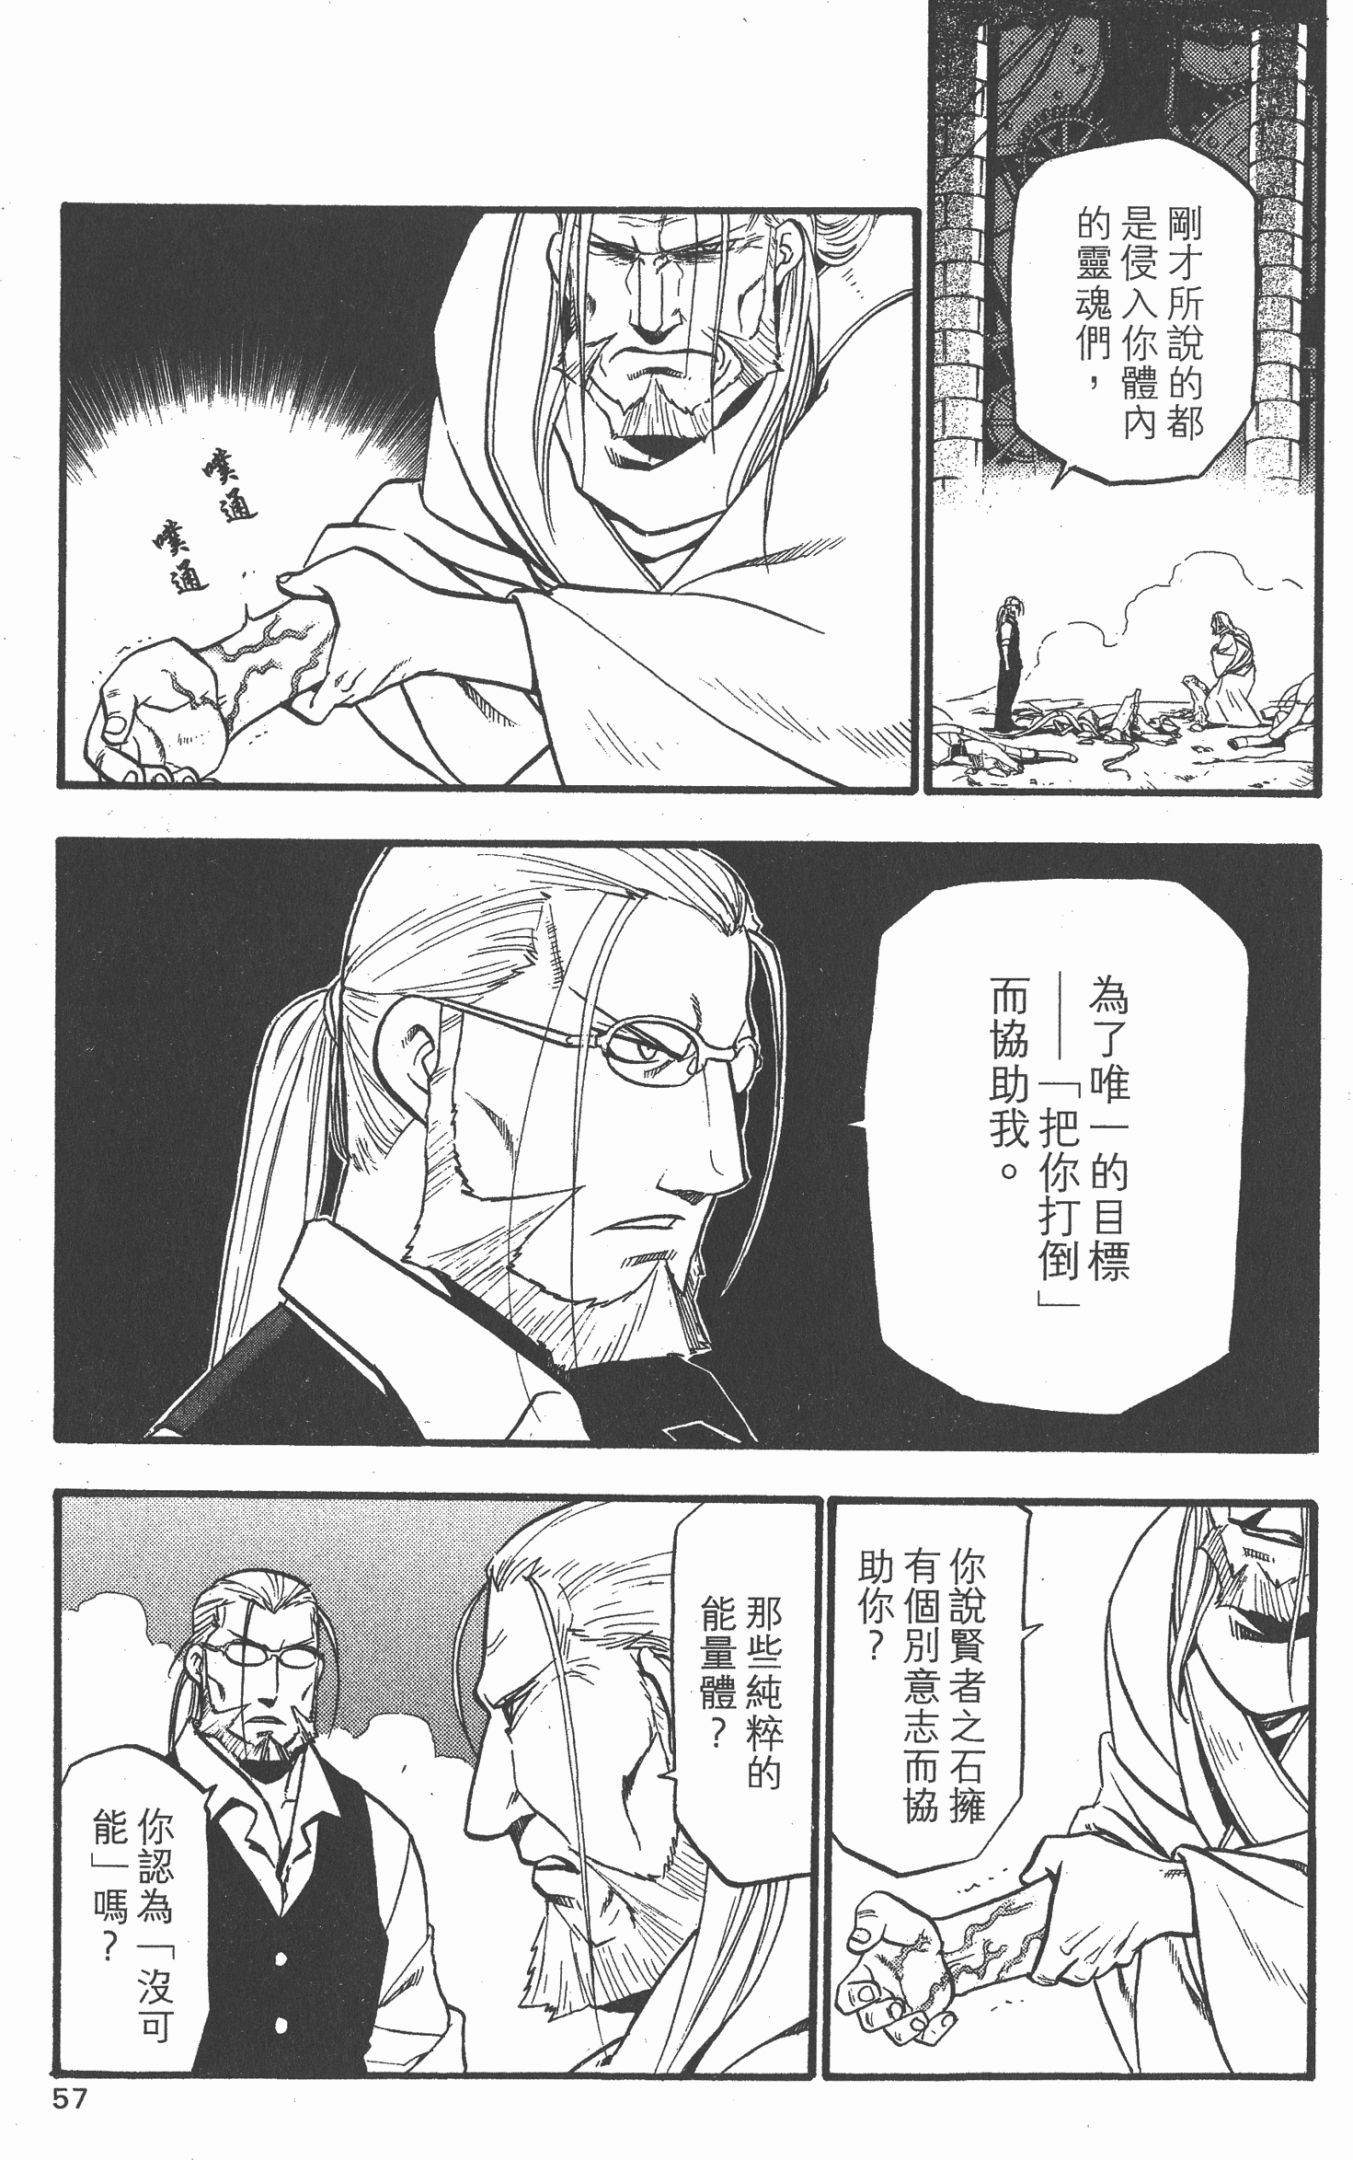 剛才所說的都
是侵入你體內
的靈魂們，
噗通
噗通
為了唯一的目標
——「把你打倒」
而協助我。
你說賢者之石擁
有個別意志而協
助你？
那些純粹的
能量體？
你認為「沒可
能」嗎？
57